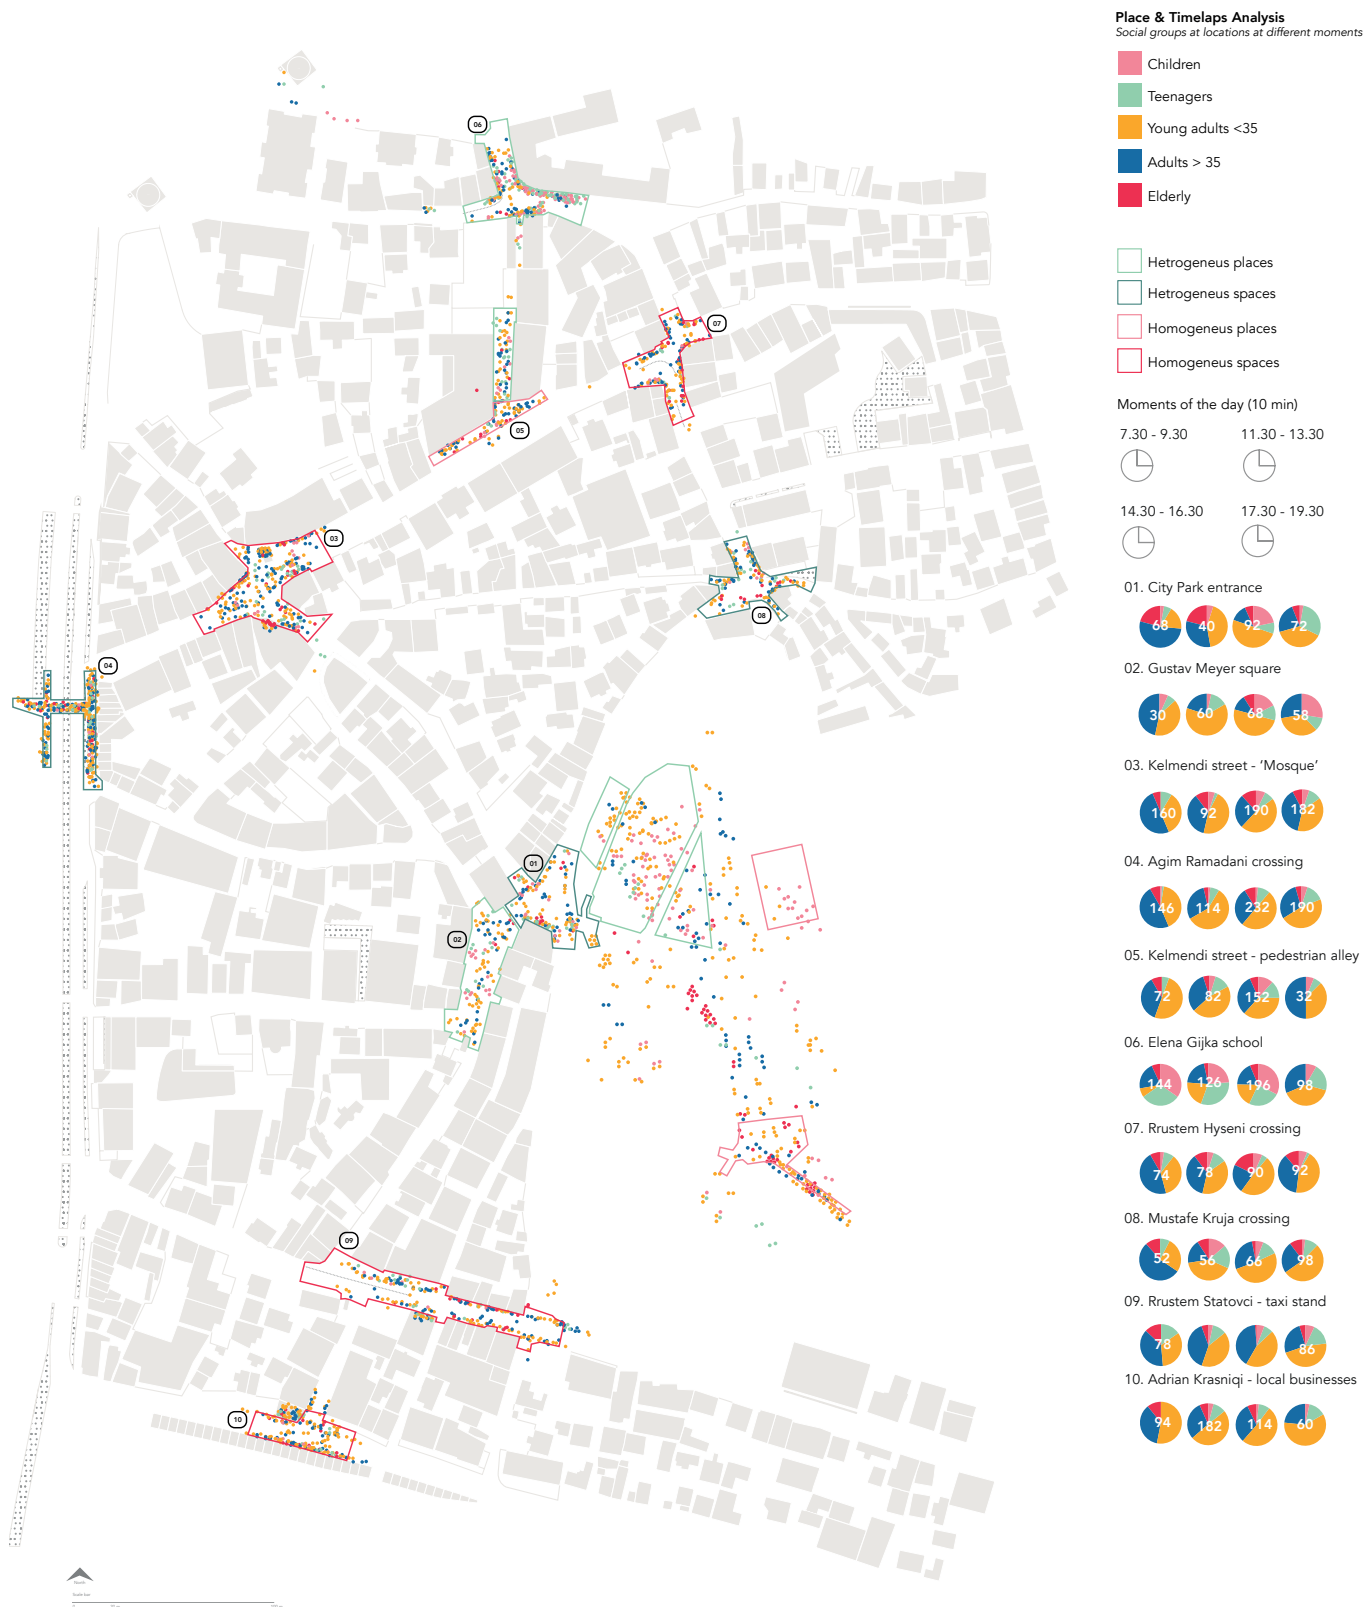 Place & Timelaps Analysis
Social groups at locations at different moments
Children
Teenagers
Young adults <35
Adults > 35
Elderly
Hetrogeneus places
Hetrogeneus spaces
Homogeneus places
Homogeneus spaces
Moments of the day (10 min)
7.30 - 9.30 11.30 - 13.30
14.30 - 16.30 17.30 - 19.30
01. City Park entrance
68 40 92 72
02. Gustav Meyer square
30 60 68 58
03. Kelmendi street - ‘Mosque’
160 92 190 182
04. Agim Ramadani crossing
146 114 232 190
05. Kelmendi street - pedestrian alley
72 82 152 32
06. Elena Gijka school
144 126 196 98
07. Rrustem Hyseni crossing
74 78 90 92
08. Mustafe Kruja crossing
52 56 66 98
09. Rrustem Statovci - taxi stand
78 86
10. Adrian Krasniqi - local businesses
94 182 114 60
06
07
05
03
08
04
01
02
09
10
North
Scale bar